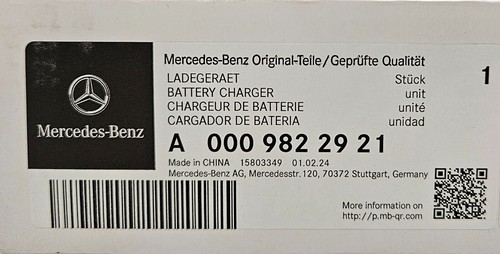 Mercedes-Benz
Mercedes-Benz Original-Teile/Geprüfte Qualität
LADEGERAET Stück 1
BATTERY CHARGER unit
CHARGEUR DE BATTERIE unité
CARGADOR DE BATERIA unidad
A 000 982 29 21
Made in CHINA 15803349 01.02.24
Mercedes-Benz AG, Mercedesstr.120, 70372 Stuttgart, Germany
More information on
http://p.mb-qr.com